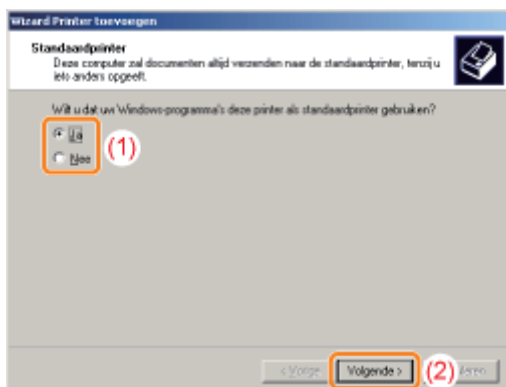 Wizard Printer toevoegen
Standaardprinter
Deze computer zal documenten altijd verzenden naar de standaardprinter, tenzij u
iets anders opgeeft.
Wilt u dat uw Windows-programma's deze printer als standaardprinter gebruiken?
Ja
(1)
Nee
< Vorige
Volgende >
(2)